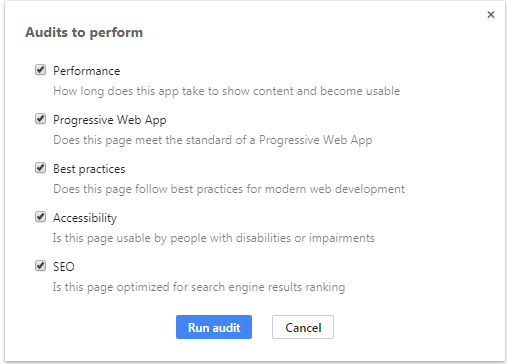 Audits to perform
Performance
How long does this app take to show content and become usable
Progressive Web App
Does this page meet the standard of a Progressive Web App
Best practices
Does this page follow best practices for modern web development
Accessibility
Is this page usable by people with disabilities or impairments
SEO
Is this page optimized for search engine results ranking
Run audit Cancel